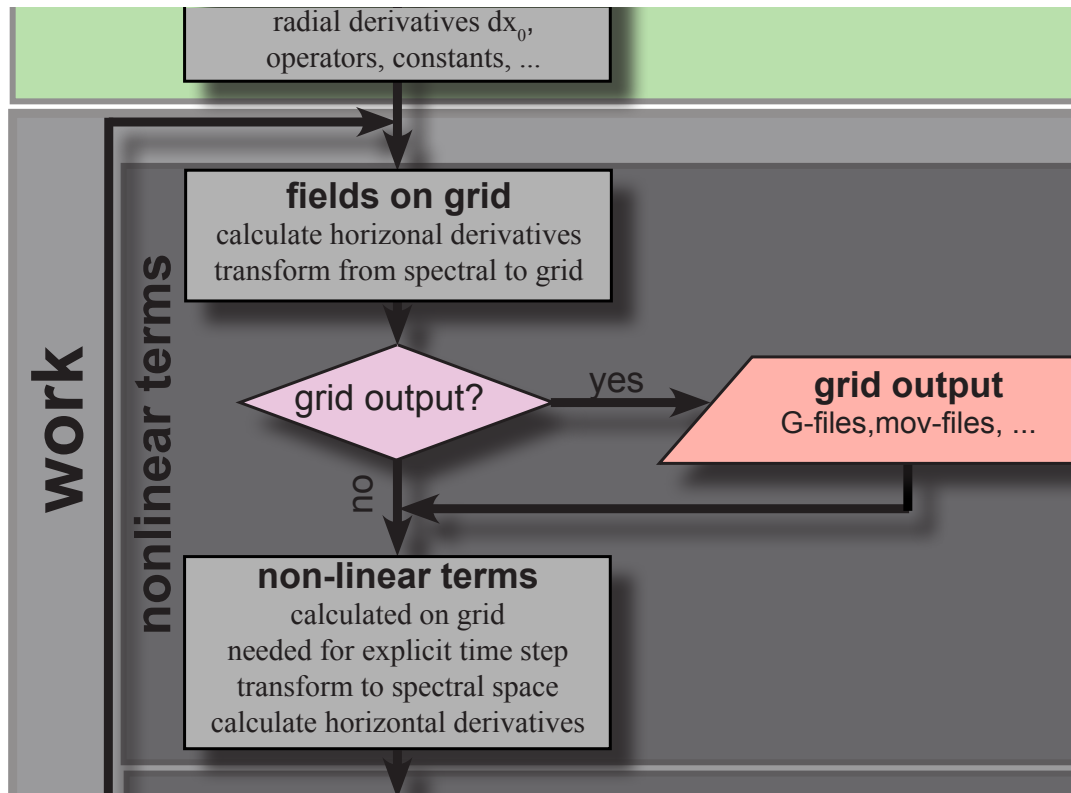 radial derivatives dx₀,
operators, constants, ...
work
nonlinear terms
fields on grid
calculate horizonal derivatives
transform from spectral to grid
grid output?
yes
grid output
G-files,mov-files, ...
no
non-linear terms
calculated on grid
needed for explicit time step
transform to spectral space
calculate horizontal derivatives